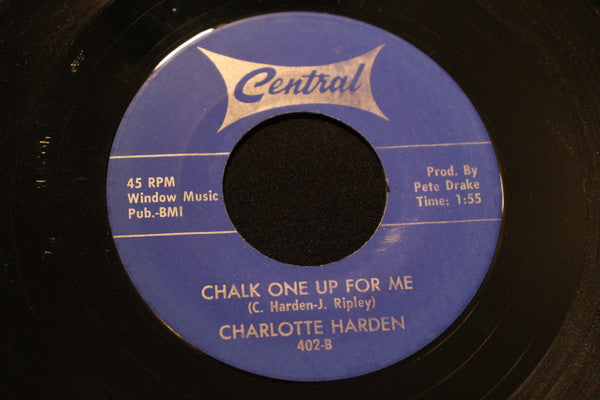 Central
45 RPM
Window Music
Pub.-BMI
Prod. By
Pete Drake
Time: 1:55
CHALK ONE UP FOR ME
(C. Harden-J. Ripley)
CHARLOTTE HARDEN
402-B